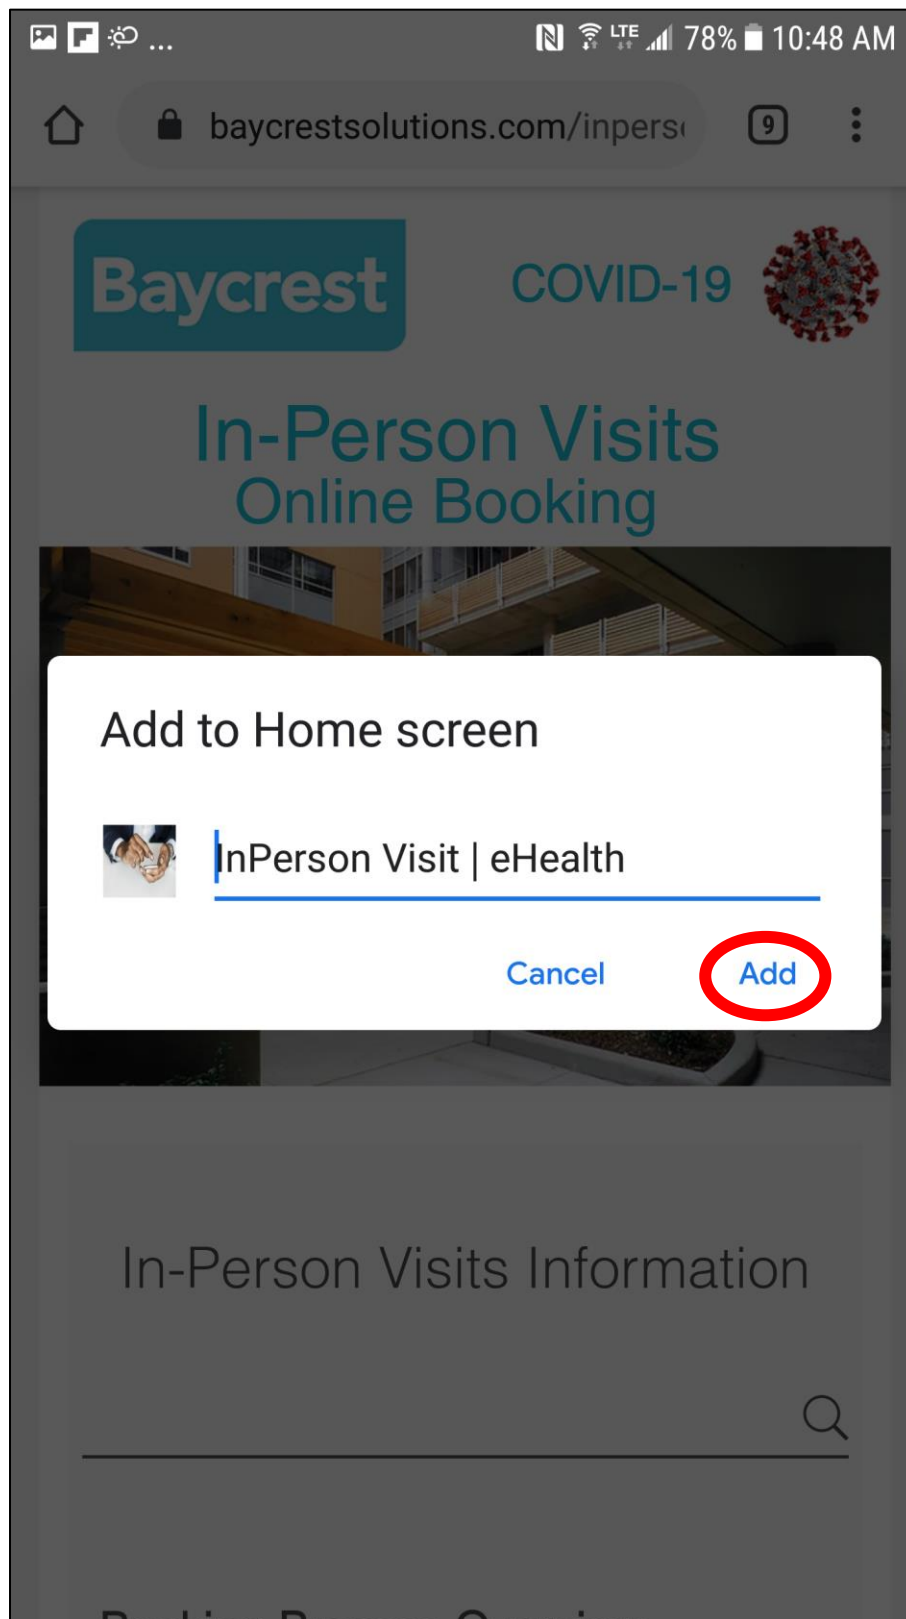 ... LTE 78% 10:48 AM
baycrestsolutions.com/inpers 9
Baycrest COVID-19
In-Person Visits
Online Booking
Add to Home screen
InPerson Visit | eHealth
Cancel Add
In-Person Visits Information